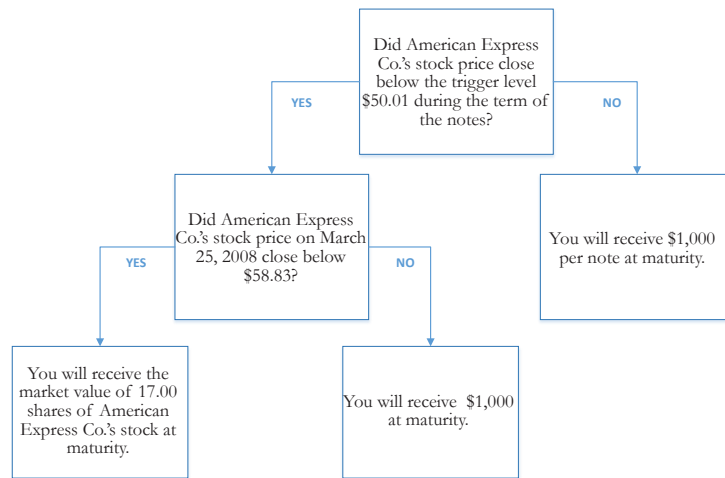 Did American Express
Co.'s stock price close
below the trigger level
$50.01 during the term of
the notes?
YES
NO
Did American Express
Co.'s stock price on March
25, 2008 close below
$58.83?
You will receive $1,000
per note at maturity.
YES
NO
You will receive the
market value of 17.00
shares of American
Express Co.'s stock at
maturity.
You will receive $1,000
at maturity.